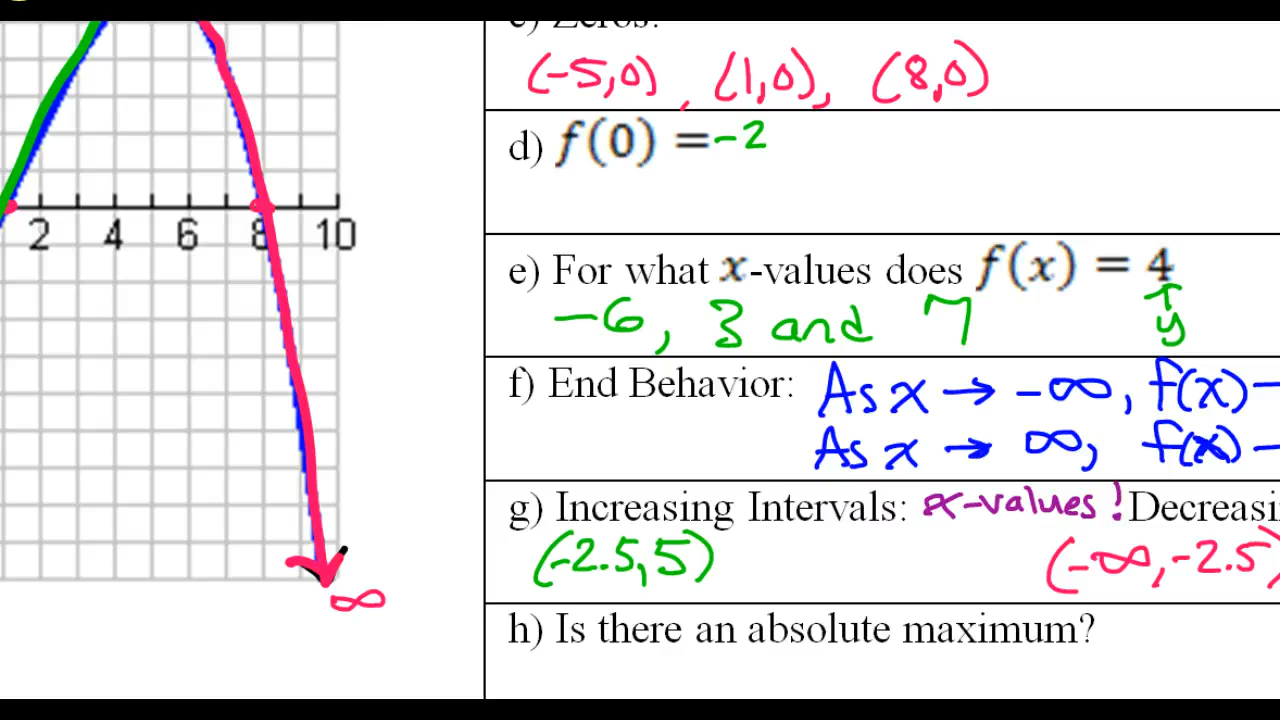 c) Zeros:
(-5,0), (1,0), (8,0)
d) f(0) = -2
2 4 6 8 10
e) For what x-values does f(x) = 4
-6, 3 and 7 y
f) End Behavior: As x → -∞, f(x) –
As x → ∞, f(x) –
g) Increasing Intervals: x-values! Decreasi
(-2.5,5) (-∞,-2.5)
∞
h) Is there an absolute maximum?